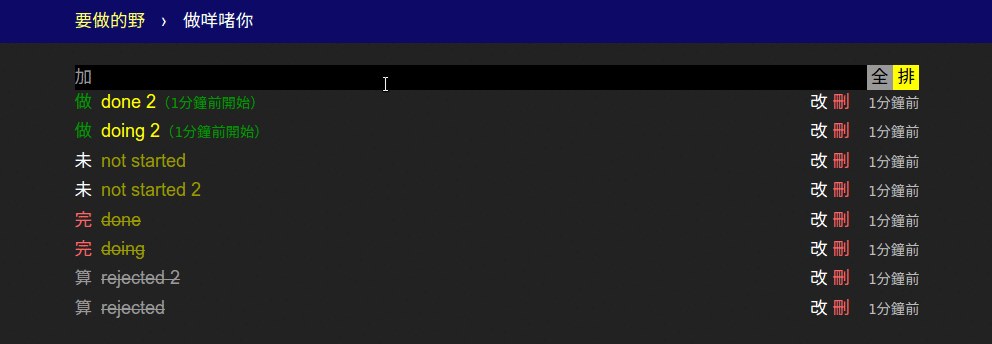 要做的野 › 做咩啫你
加 全 排
做 done 2（1分鐘前開始） 改 刪 1分鐘前
做 doing 2（1分鐘前開始） 改 刪 1分鐘前
未 not started 改 刪 1分鐘前
未 not started 2 改 刪 1分鐘前
完 done 改 刪 1分鐘前
完 doing 改 刪 1分鐘前
算 rejected 2 改 刪 1分鐘前
算 rejected 改 刪 1分鐘前